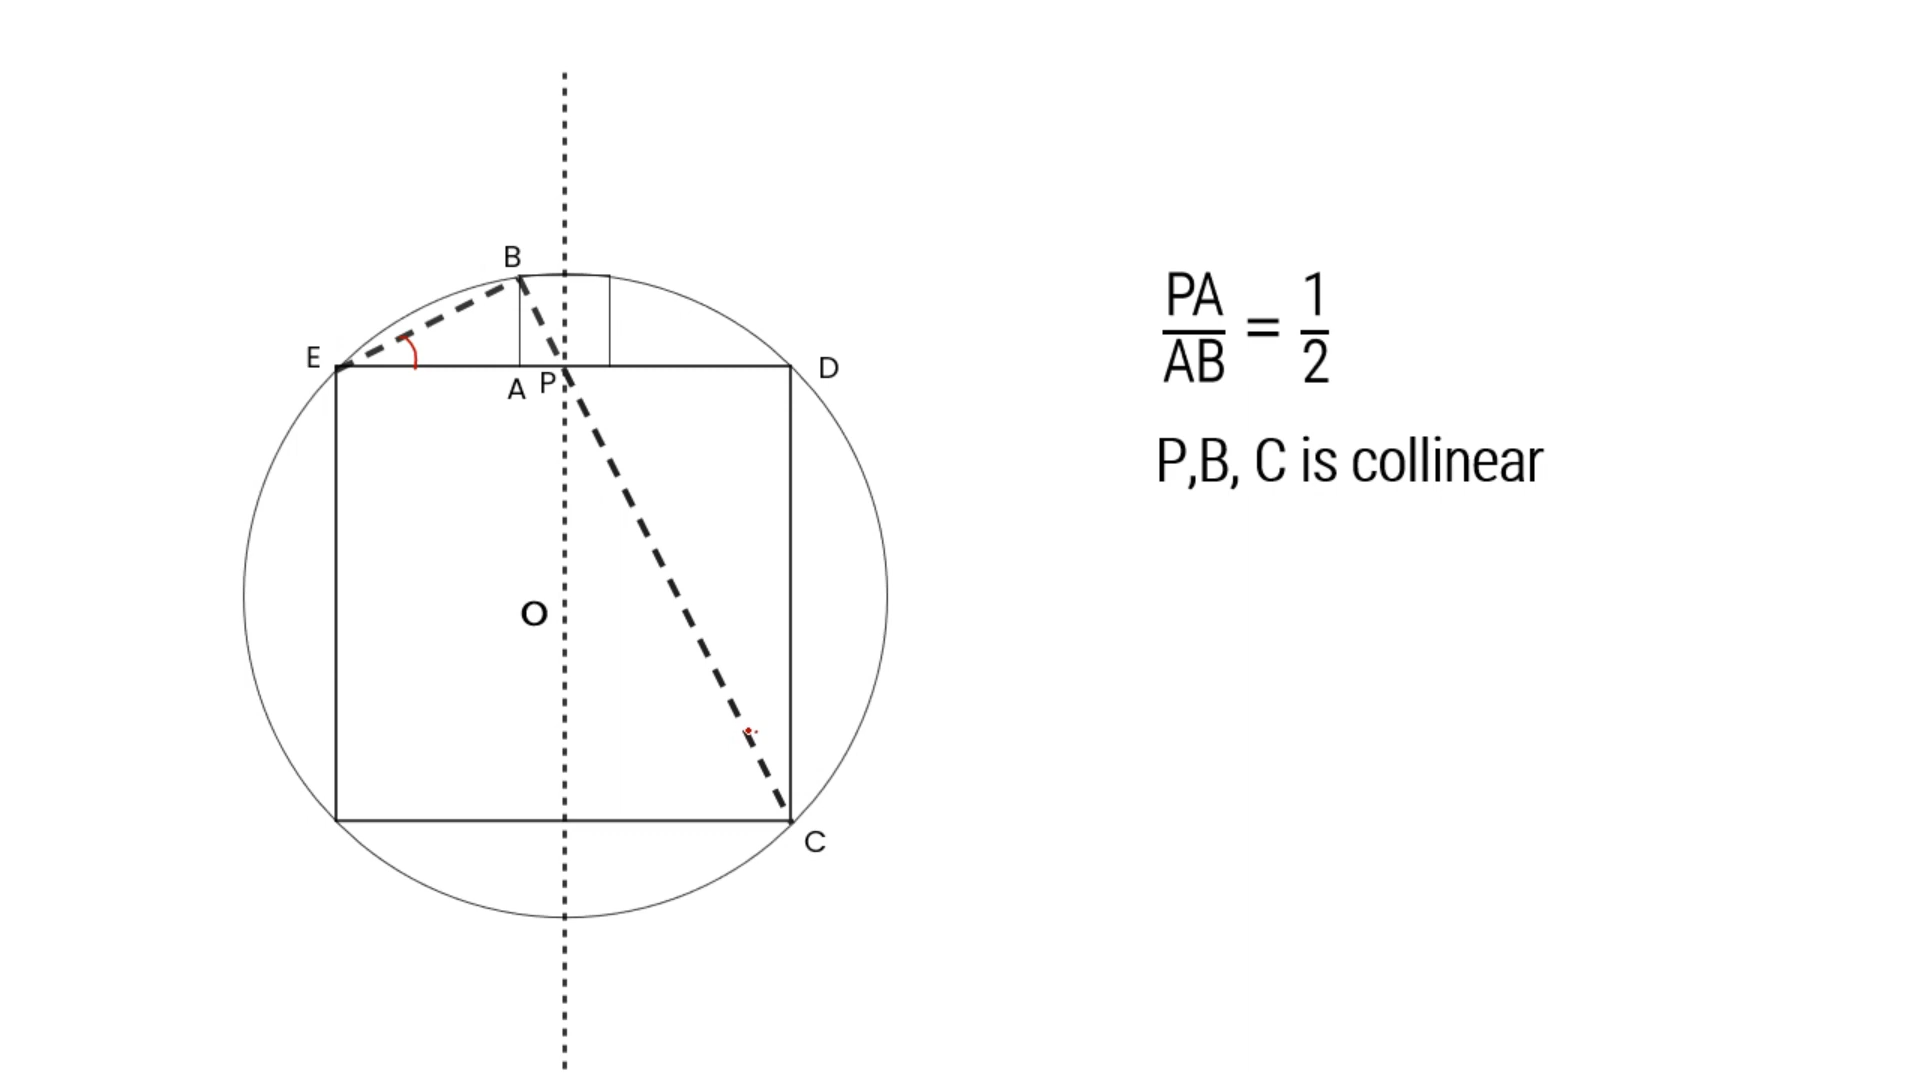 B
E
D
A
P
O
C
PA/AB = 1/2
P,B, C is collinear